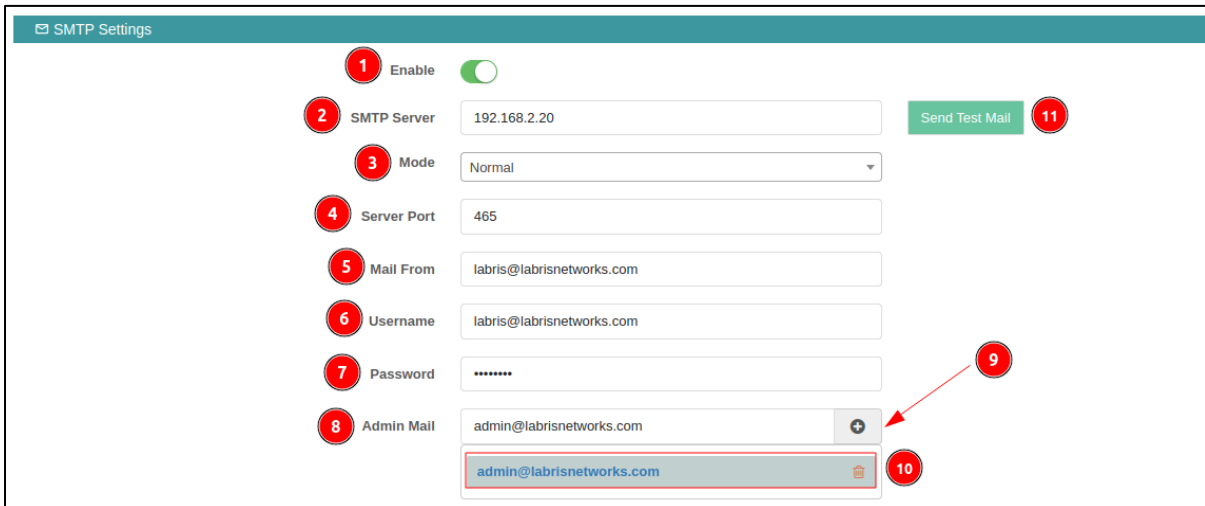 SMTP Settings
1 Enable
2 SMTP Server 192.168.2.20 Send Test Mail 11
3 Mode Normal
4 Server Port 465
5 Mail From labris@labrisnetworks.com
6 Username labris@labrisnetworks.com
7 Password ••••••••
9
8 Admin Mail admin@labrisnetworks.com
admin@labrisnetworks.com 10